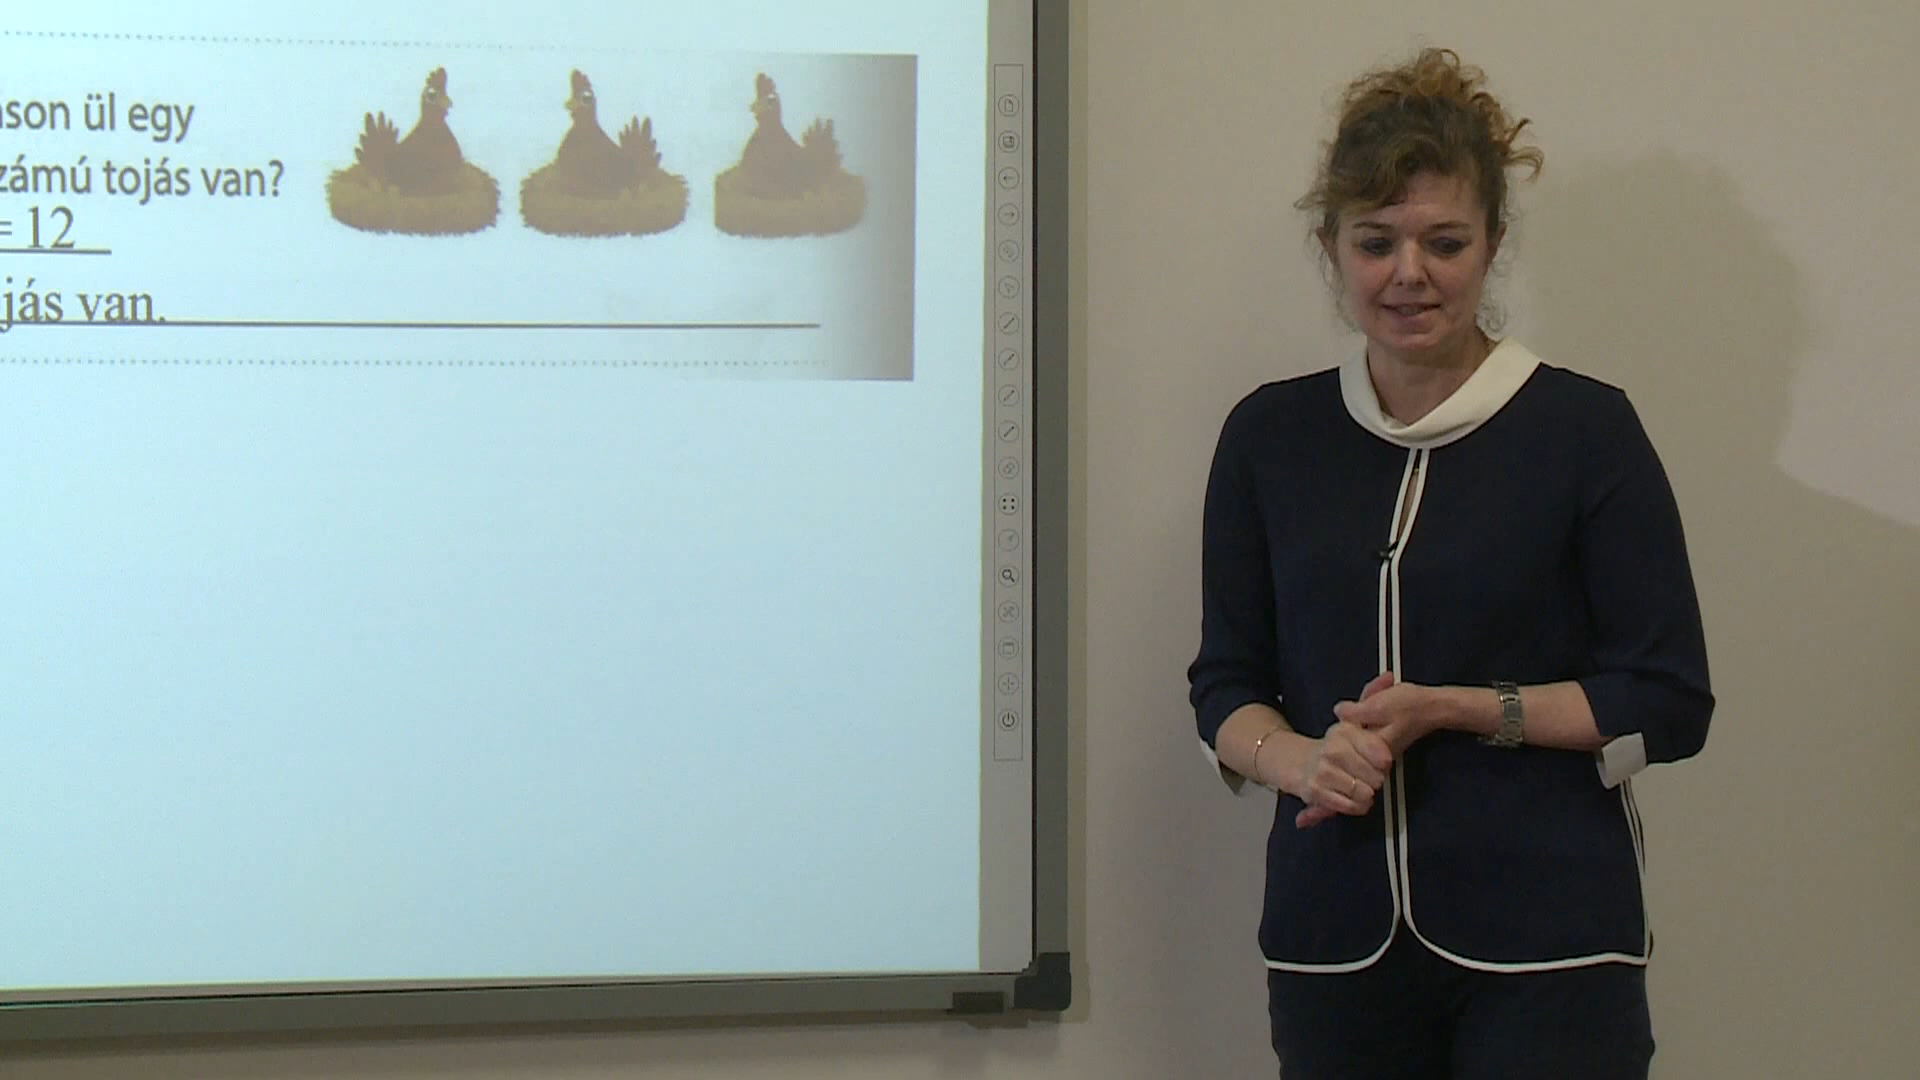 son ül egy
zámú tojás van?
= 12
jás van.